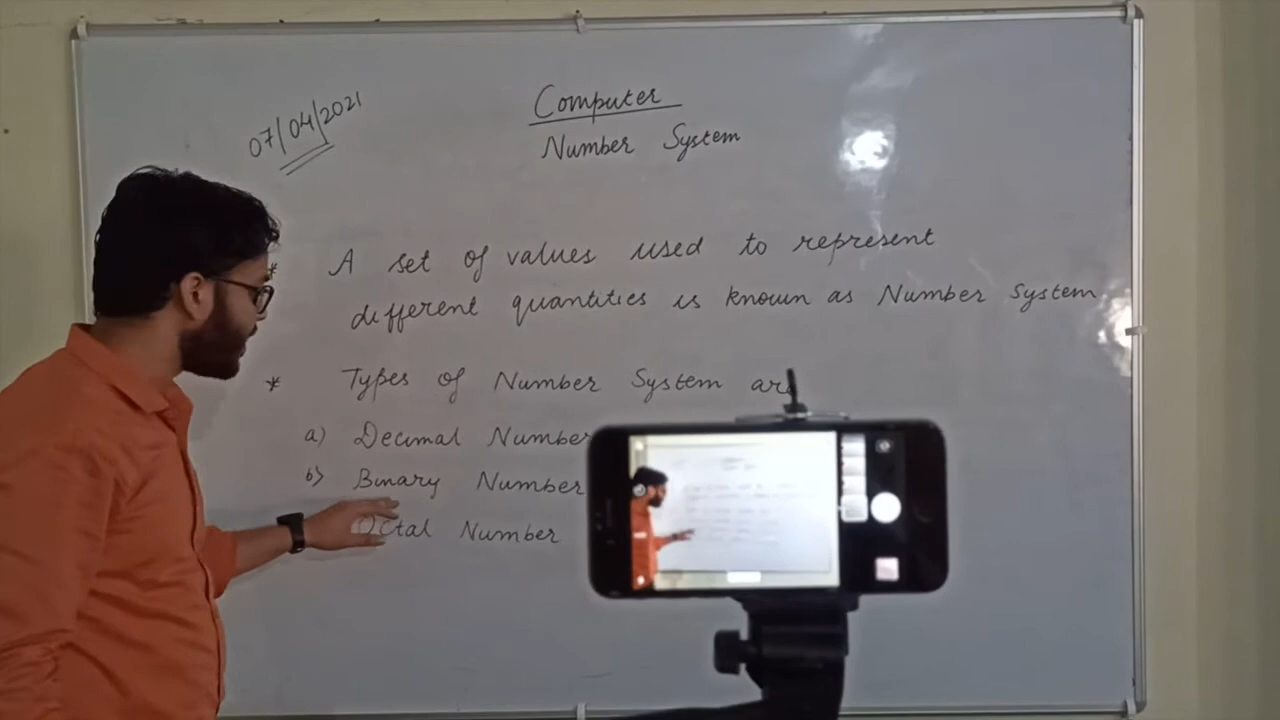 07/04/2021
Computer
Number System
* A set of values used to represent
different quantities is known as Number System
* Types of Number System are
a) Decimal Number
b) Binary Number
Octal Number